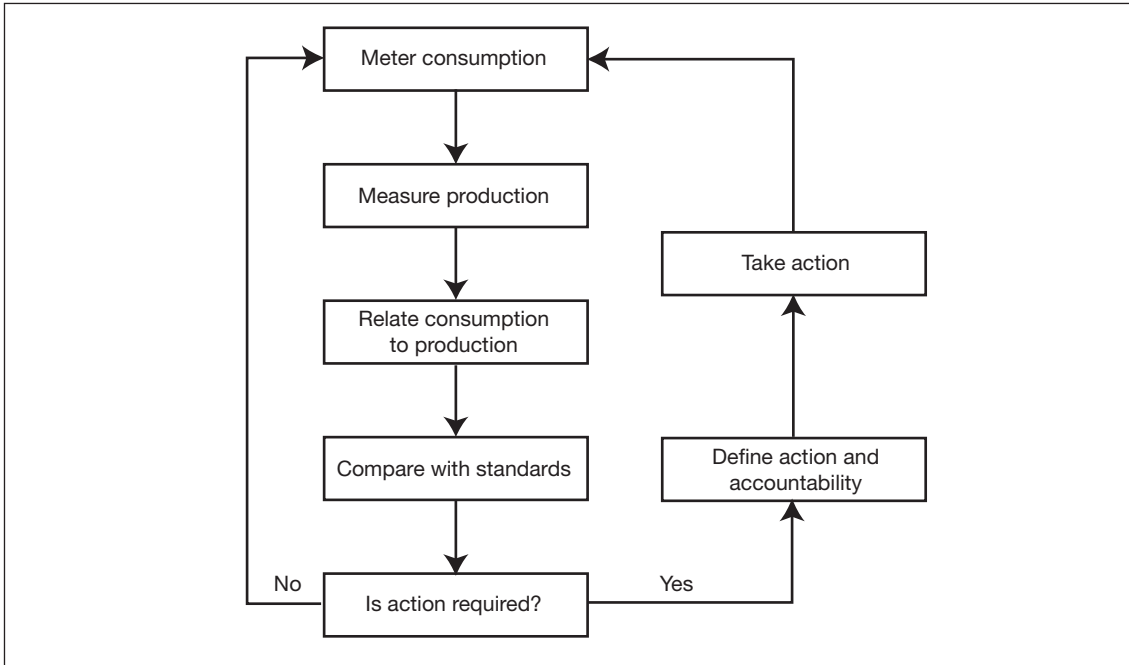 Meter consumption
Measure production
Relate consumption
to production
Compare with standards
Is action required?
No
Yes
Define action and
accountability
Take action